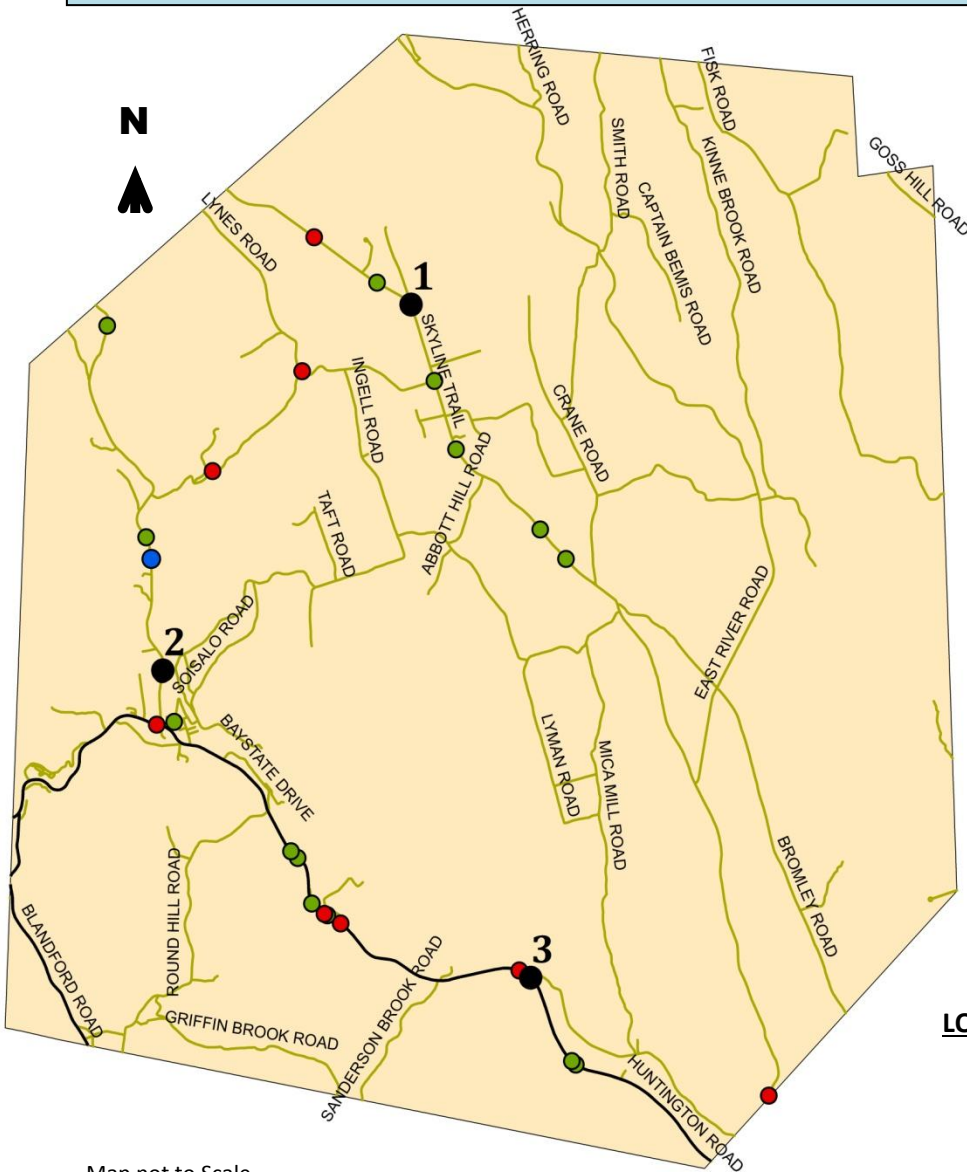 HERRING ROAD
FISK ROAD
N
SMITH ROAD
KINNE BROOK ROAD
GOSS HILL ROAD
CAPTAIN BEMIS ROAD
LYNES ROAD
1
SKYLINE TRAIL
INGELL ROAD
CRANE ROAD
ABBOTT HILL ROAD
TAFT ROAD
EAST RIVER ROAD
2
SOISALO ROAD
BAYSTATE DRIVE
LYMAN ROAD
MICA MILL ROAD
BROMLEY ROAD
ROUND HILL ROAD
BLANDFORD ROAD
3
SANDERSON BROOK ROAD
GRIFFIN BROOK ROAD
LO
HUNTINGTON ROAD
Map not to Scale